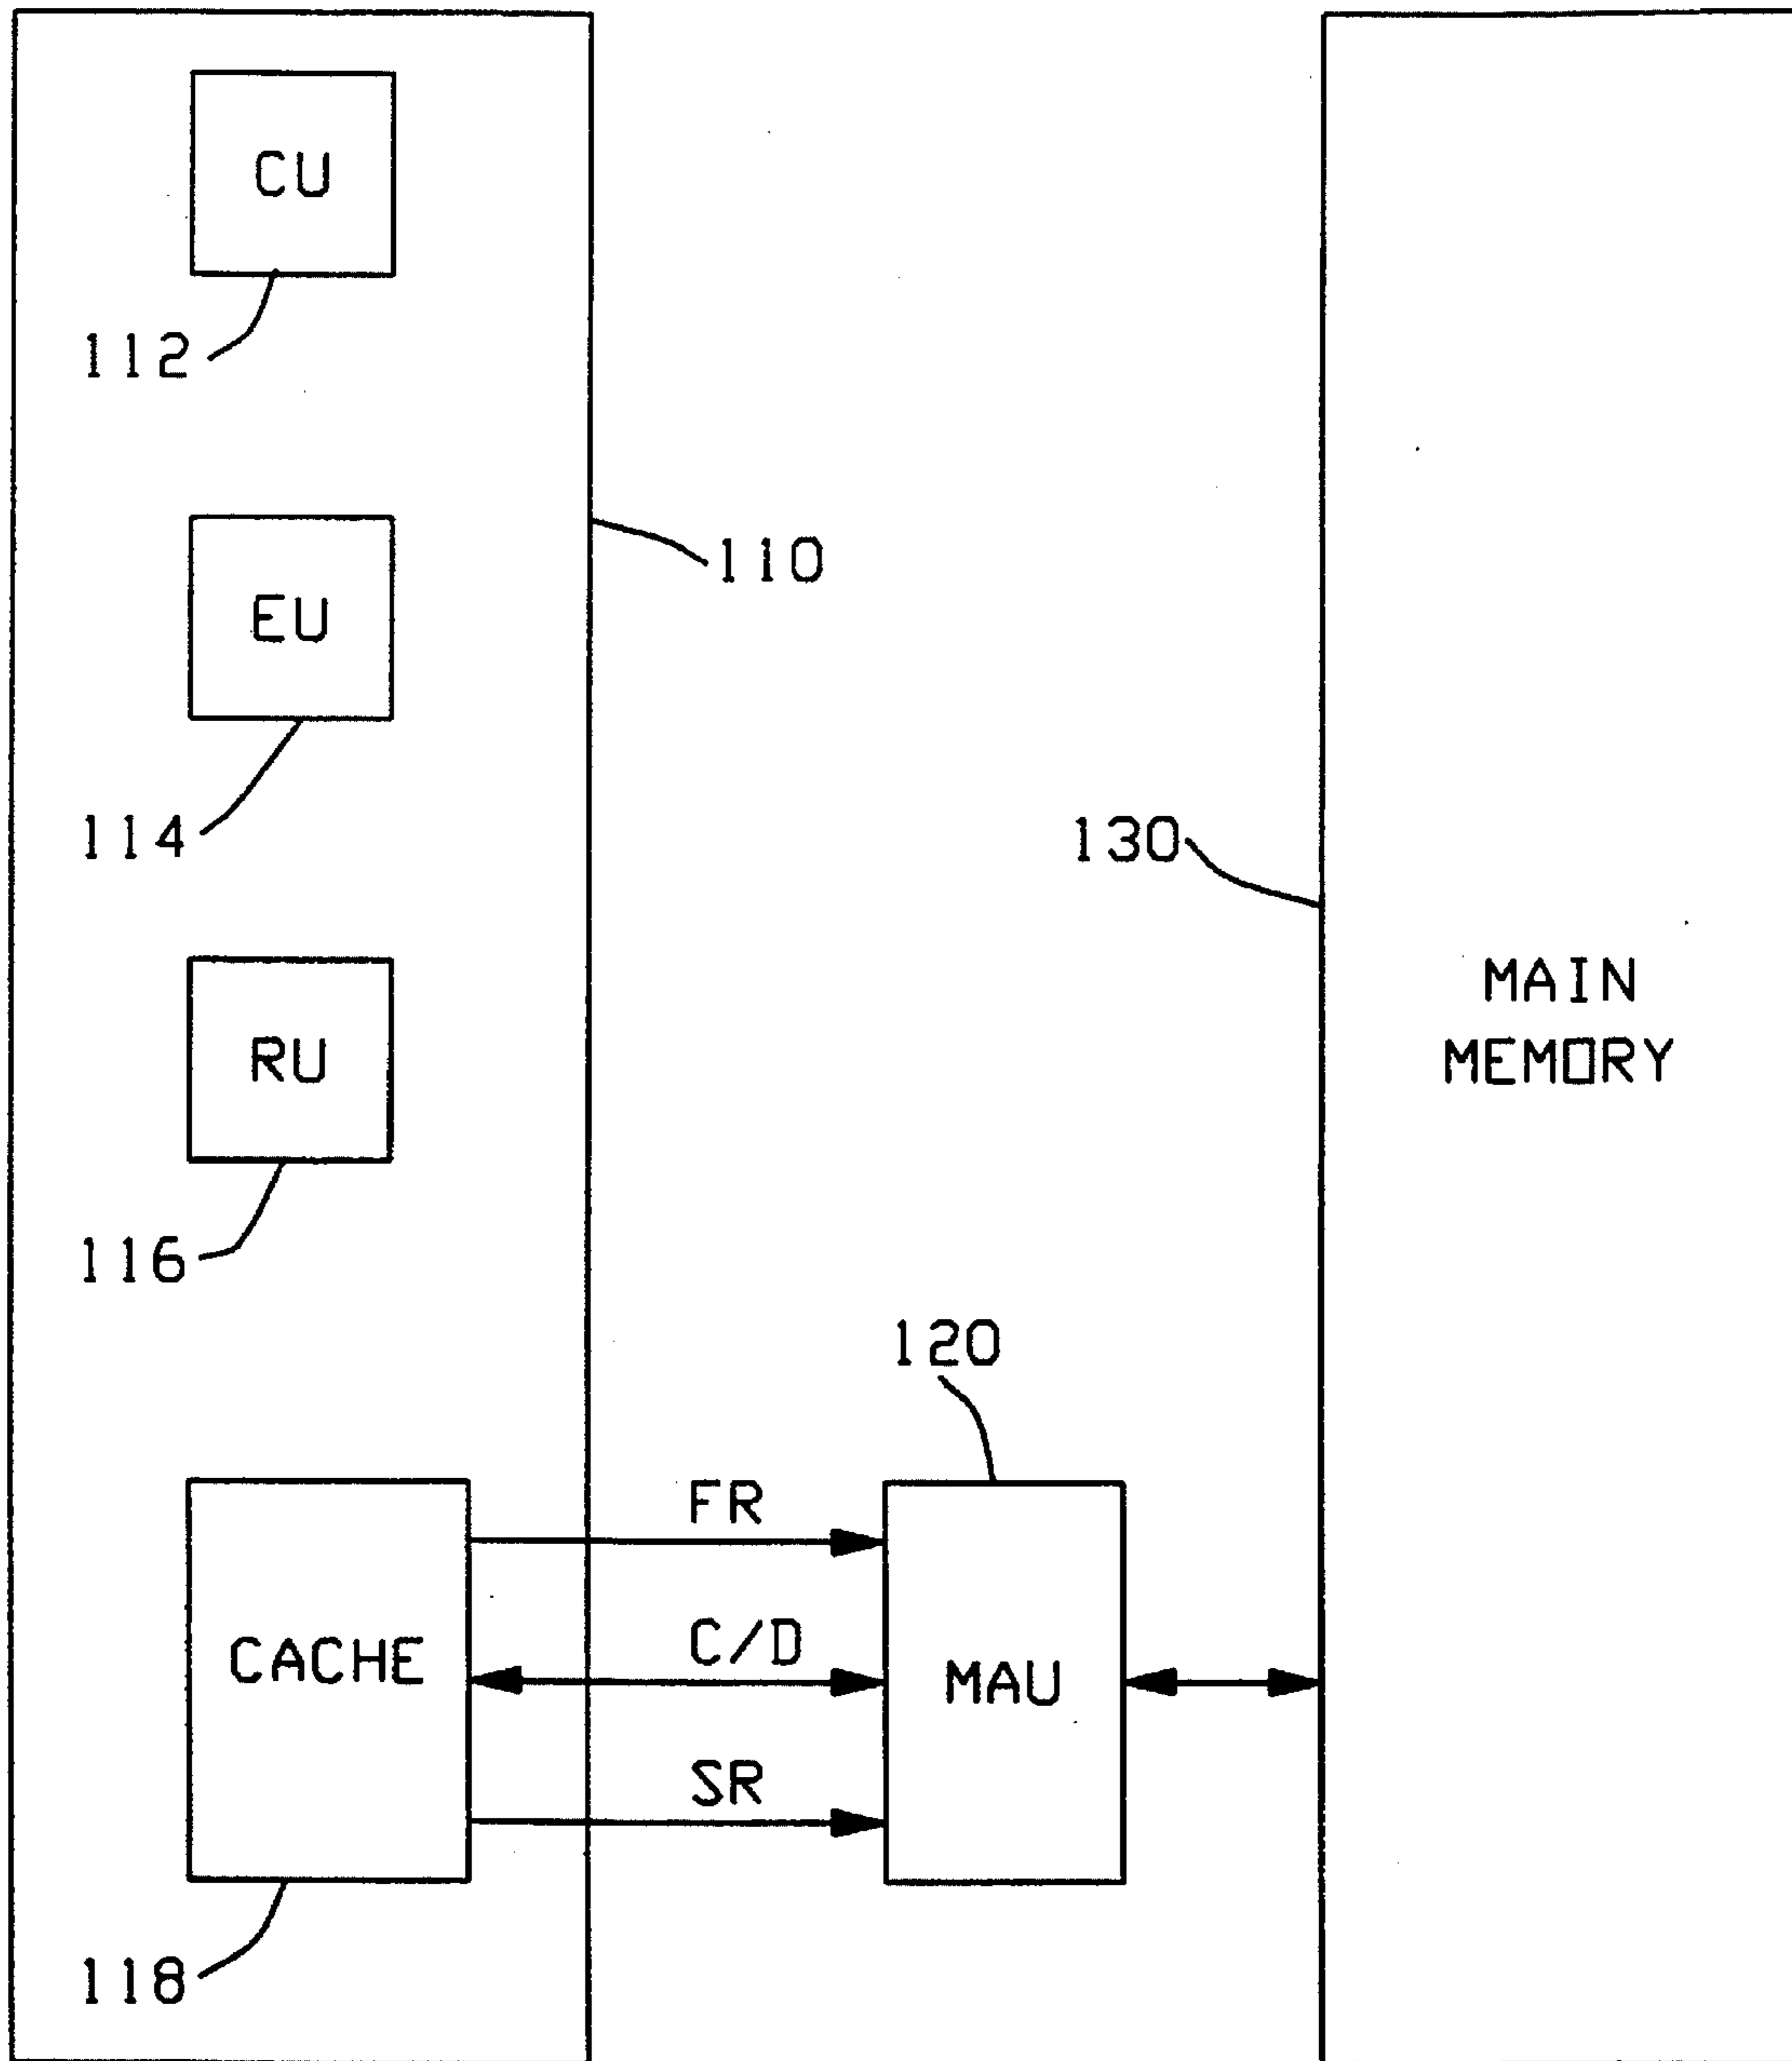 CU
112
110
EU
114
130
MAIN
MEMORY
RU
116
120
FR
C/D
CACHE
MAU
SR
118